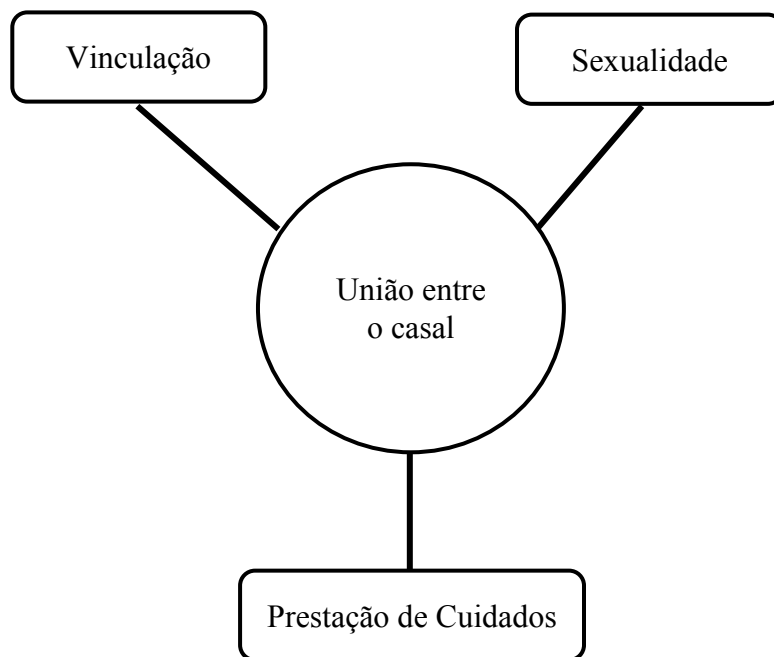 Vinculação
Sexualidade
União entre
o casal
Prestação de Cuidados